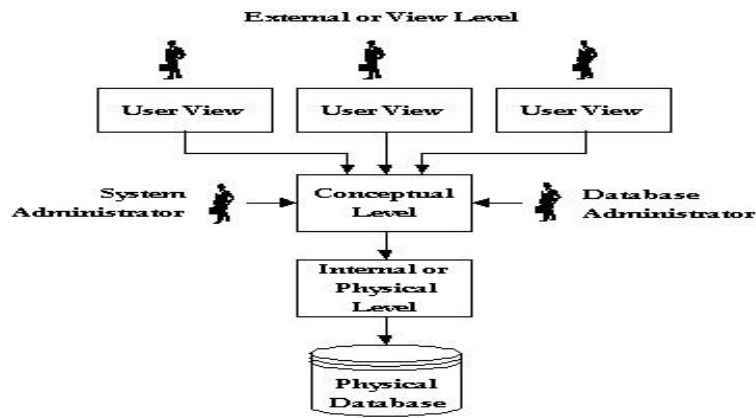 External or View Level
User View
User View
User View
System
Administrator
Conceptual
Level
Database
Administrator
Internal or
Physical
Level
Physical
Database